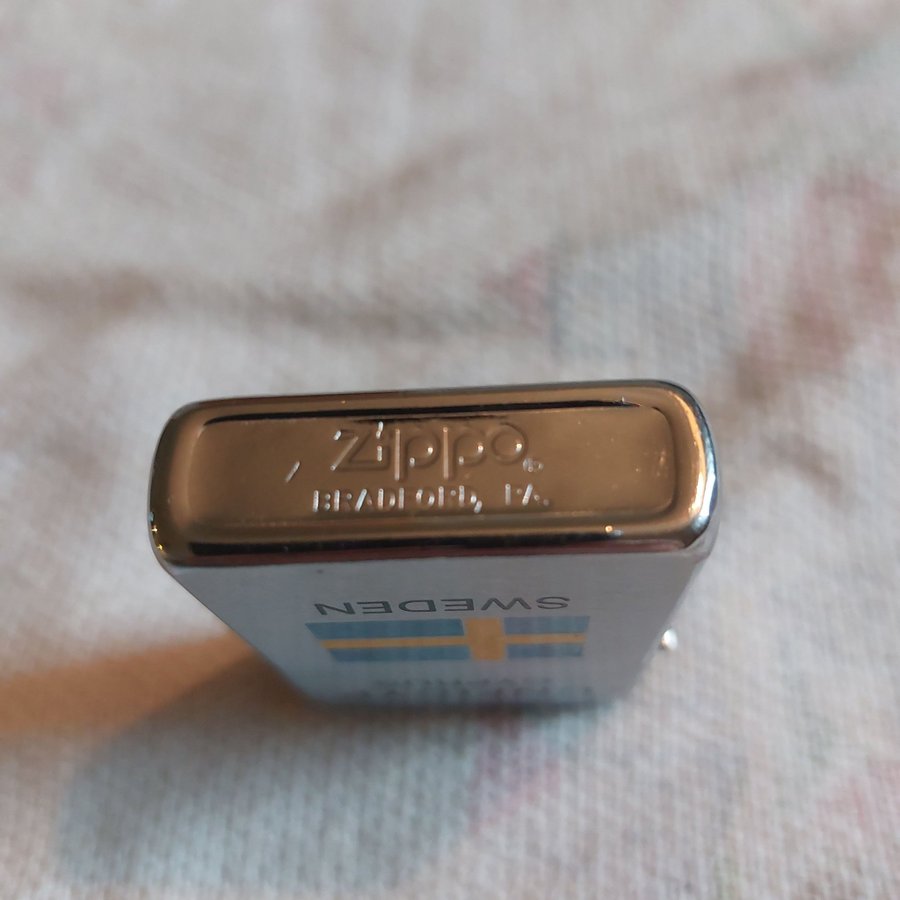 Zippo®
BRADFORD, PA.
SWEDEN